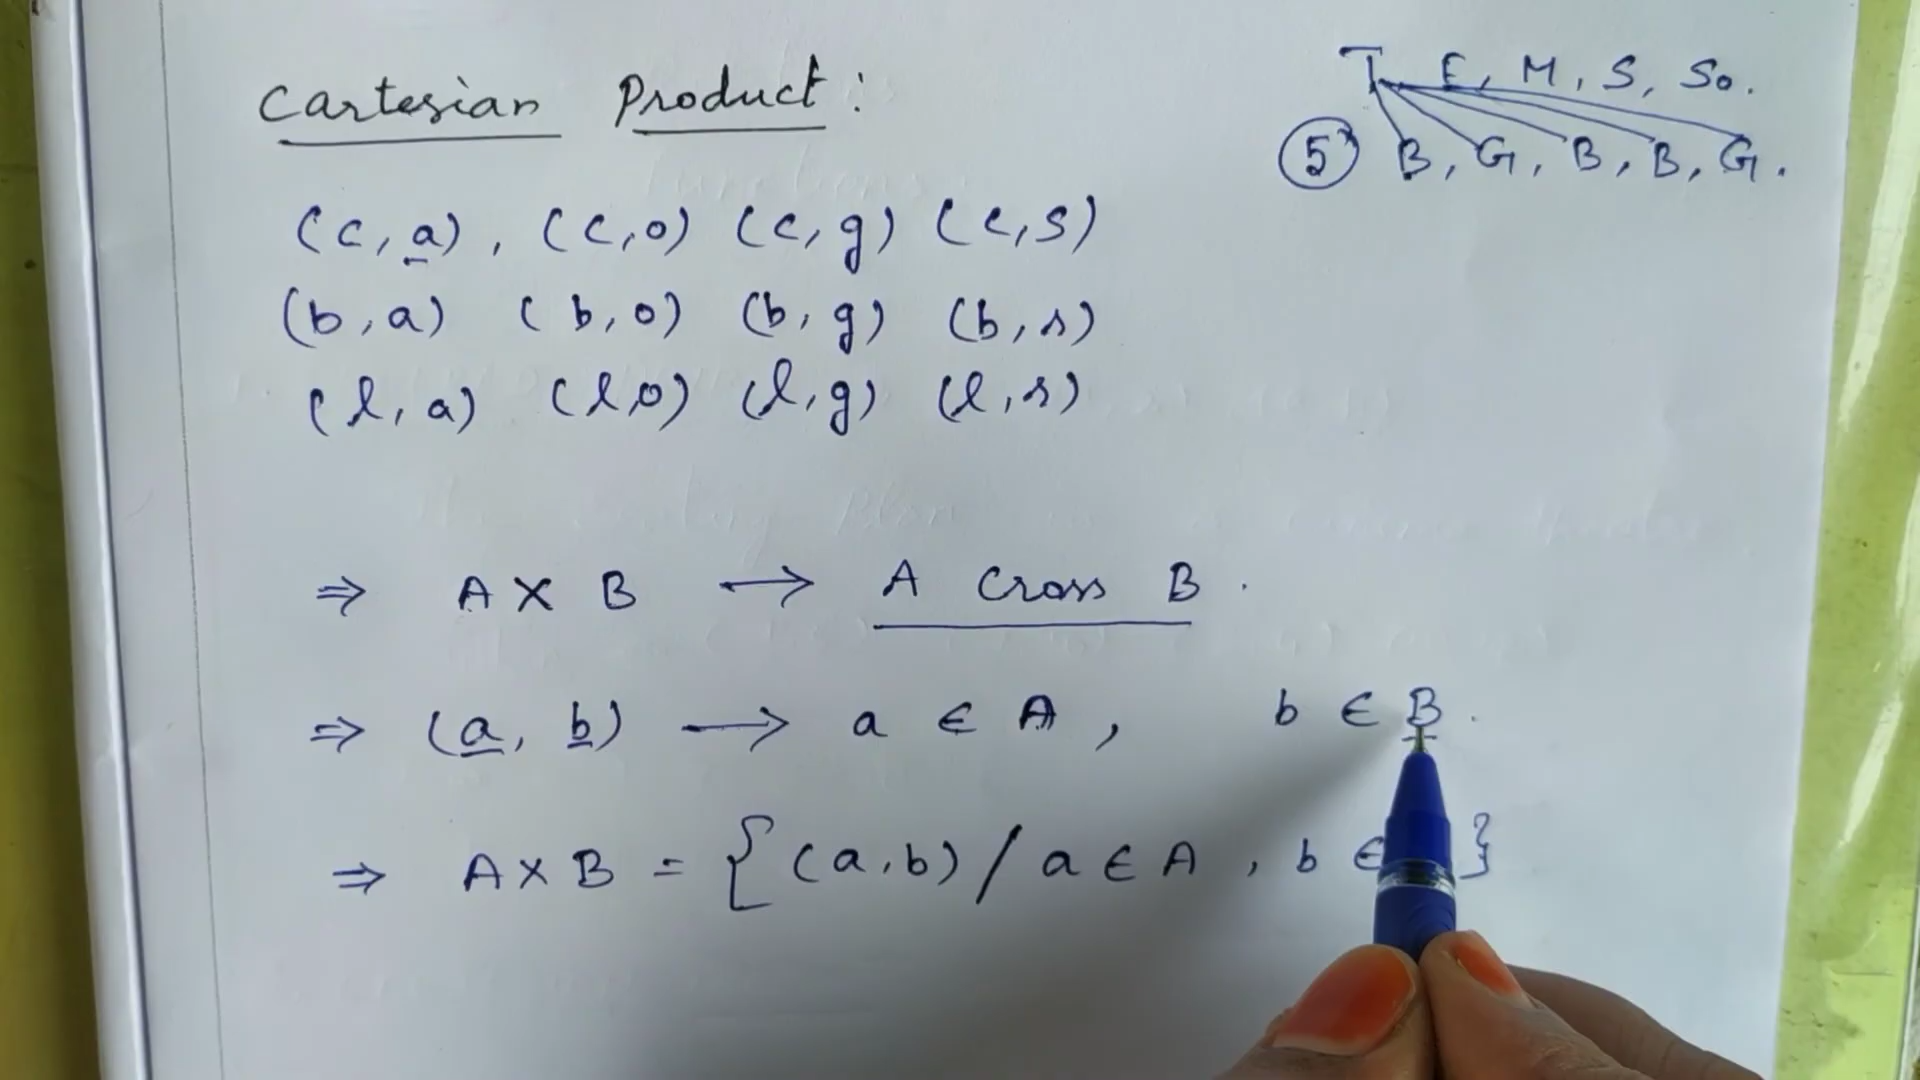 Cartesian Product :
T E, M, S, So.
5 B, G, B, B, G.
(c, a), (c,o) (c,g) (c,s)
(b,a) (b,o) (b,g) (b,s)
(l,a) (l,o) (l,g) (l,s)
⇒ A X B ⟶ A Cross B.
⇒ (a, b) ⟶ a ∈ A, b ∈ B.
⇒ A X B = {(a,b) / a ∈ A, b ∈ }